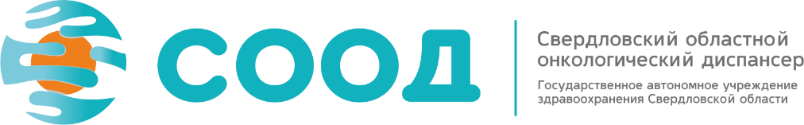 СООД
Свердловский областной
онкологический диспансер
Государственное автономное учреждение
здравоохранения Свердловской области